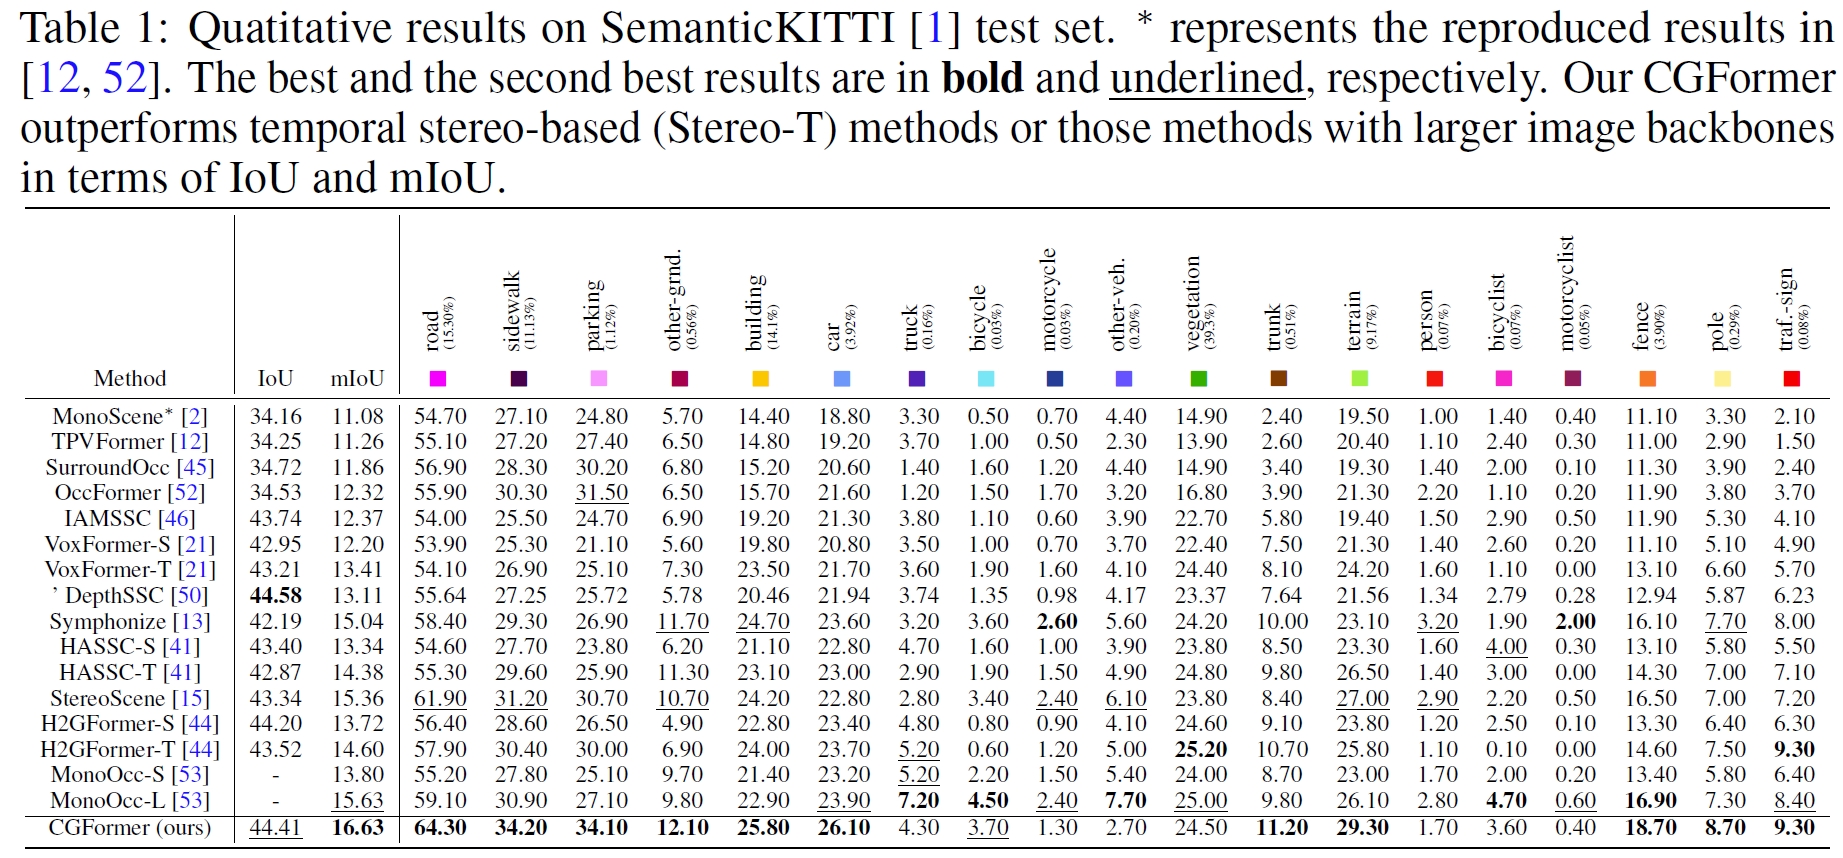 Table 1: Quantitative results on SemanticKITTI [1] test set. * represents the reproduced results in
[12, 52]. The best and the second best results are in bold and underlined, respectively. Our CGFormer
outperforms temporal stereo-based (Stereo-T) methods or those methods with larger image backbones
in terms of IoU and mIoU.
Method IoU mIoU road (15.30%) sidewalk (11.13%) parking (1.12%) other-grnd. (0.56%) building (14.1%) car (3.92%) truck (0.16%) bicycle (0.03%) motorcycle (0.03%) other-veh. (0.20%) vegetation (39.3%) trunk (0.51%) terrain (9.17%) person (0.07%) bicyclist (0.07%) motorcyclist (0.05%) fence (3.90%) pole (0.29%) traf.-sign (0.08%)
MonoScene* [2] 34.16 11.08 54.70 27.10 24.80 5.70 14.40 18.80 3.30 0.50 0.70 4.40 14.90 2.40 19.50 1.00 1.40 0.40 11.10 3.30 2.10
TPVFormer [12] 34.25 11.26 55.10 27.20 27.40 6.50 14.80 19.20 3.70 1.00 0.50 2.30 13.90 2.60 20.40 1.10 2.40 0.30 11.00 2.90 1.50
SurroundOcc [45] 34.72 11.86 56.90 28.30 30.20 6.80 15.20 20.60 1.40 1.60 1.20 4.40 14.90 3.40 19.30 1.40 2.00 0.10 11.30 3.90 2.40
OccFormer [52] 34.53 12.32 55.90 30.30 31.50 6.50 15.70 21.60 1.20 1.50 1.70 3.20 16.80 3.90 21.30 2.20 1.10 0.20 11.90 3.80 3.70
IAMSSC [46] 43.74 12.37 54.00 25.50 24.70 6.90 19.20 21.30 3.80 1.10 0.60 3.90 22.70 5.80 19.40 1.50 2.90 0.50 11.90 5.30 4.10
VoxFormer-S [21] 42.95 12.20 53.90 25.30 21.10 5.60 19.80 20.80 3.50 1.00 0.70 3.70 22.40 7.50 21.30 1.40 2.60 0.20 11.10 5.10 4.90
VoxFormer-T [21] 43.21 13.41 54.10 26.90 25.10 7.30 23.50 21.70 3.60 1.90 1.60 4.10 24.40 8.10 24.20 1.60 1.10 0.00 13.10 6.60 5.70
’ DepthSSC [50] 44.58 13.11 55.64 27.25 25.72 5.78 20.46 21.94 3.74 1.35 0.98 4.17 23.37 7.64 21.56 1.34 2.79 0.28 12.94 5.87 6.23
Symphonize [13] 42.19 15.04 58.40 29.30 26.90 11.70 24.70 23.60 3.20 3.60 2.60 5.60 24.20 10.00 23.10 3.20 1.90 2.00 16.10 7.70 8.00
HASSC-S [41] 43.40 13.34 54.60 27.70 23.80 6.20 21.10 22.80 4.70 1.60 1.00 3.90 23.80 8.50 23.30 1.60 4.00 0.30 13.10 5.80 5.50
HASSC-T [41] 42.87 14.38 55.30 29.60 25.90 11.30 23.10 23.00 2.90 1.90 1.50 4.90 24.80 9.80 26.50 1.40 3.00 0.00 14.30 7.00 7.10
StereoScene [15] 43.34 15.36 61.90 31.20 30.70 10.70 24.20 22.80 2.80 3.40 2.40 6.10 23.80 8.40 27.00 2.90 2.20 0.50 16.50 7.00 7.20
H2GFormer-S [44] 44.20 13.72 56.40 28.60 26.50 4.90 22.80 23.40 4.80 0.80 0.90 4.10 24.60 9.10 23.80 1.20 2.50 0.10 13.30 6.40 6.30
H2GFormer-T [44] 43.52 14.60 57.90 30.40 30.00 6.90 24.00 23.70 5.20 0.60 1.20 5.00 25.20 10.70 25.80 1.10 0.10 0.00 14.60 7.50 9.30
MonoOcc-S [53] - 13.80 55.20 27.80 25.10 9.70 21.40 23.20 5.20 2.20 1.50 5.40 24.00 8.70 23.00 1.70 2.00 0.20 13.40 5.80 6.40
MonoOcc-L [53] - 15.63 59.10 30.90 27.10 9.80 22.90 23.90 7.20 4.50 2.40 7.70 25.00 9.80 26.10 2.80 4.70 0.60 16.90 7.30 8.40
CGFormer (ours) 44.41 16.63 64.30 34.20 34.10 12.10 25.80 26.10 4.30 3.70 1.30 2.70 24.50 11.20 29.30 1.70 3.60 0.40 18.70 8.70 9.30